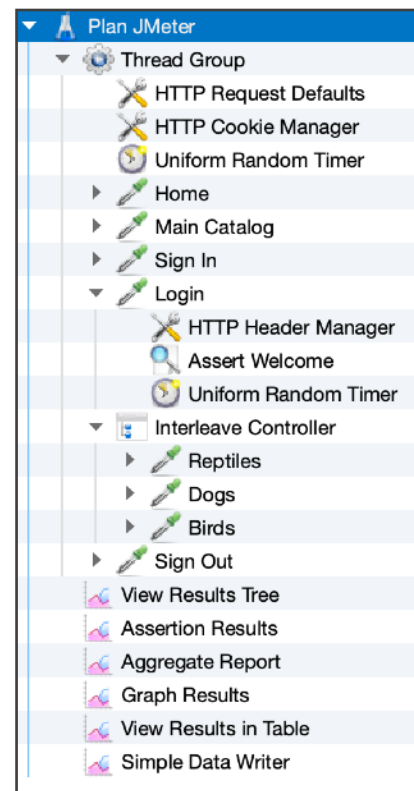 Plan JMeter
Thread Group
HTTP Request Defaults
HTTP Cookie Manager
Uniform Random Timer
Home
Main Catalog
Sign In
Login
HTTP Header Manager
Assert Welcome
Uniform Random Timer
Interleave Controller
Reptiles
Dogs
Birds
Sign Out
View Results Tree
Assertion Results
Aggregate Report
Graph Results
View Results in Table
Simple Data Writer